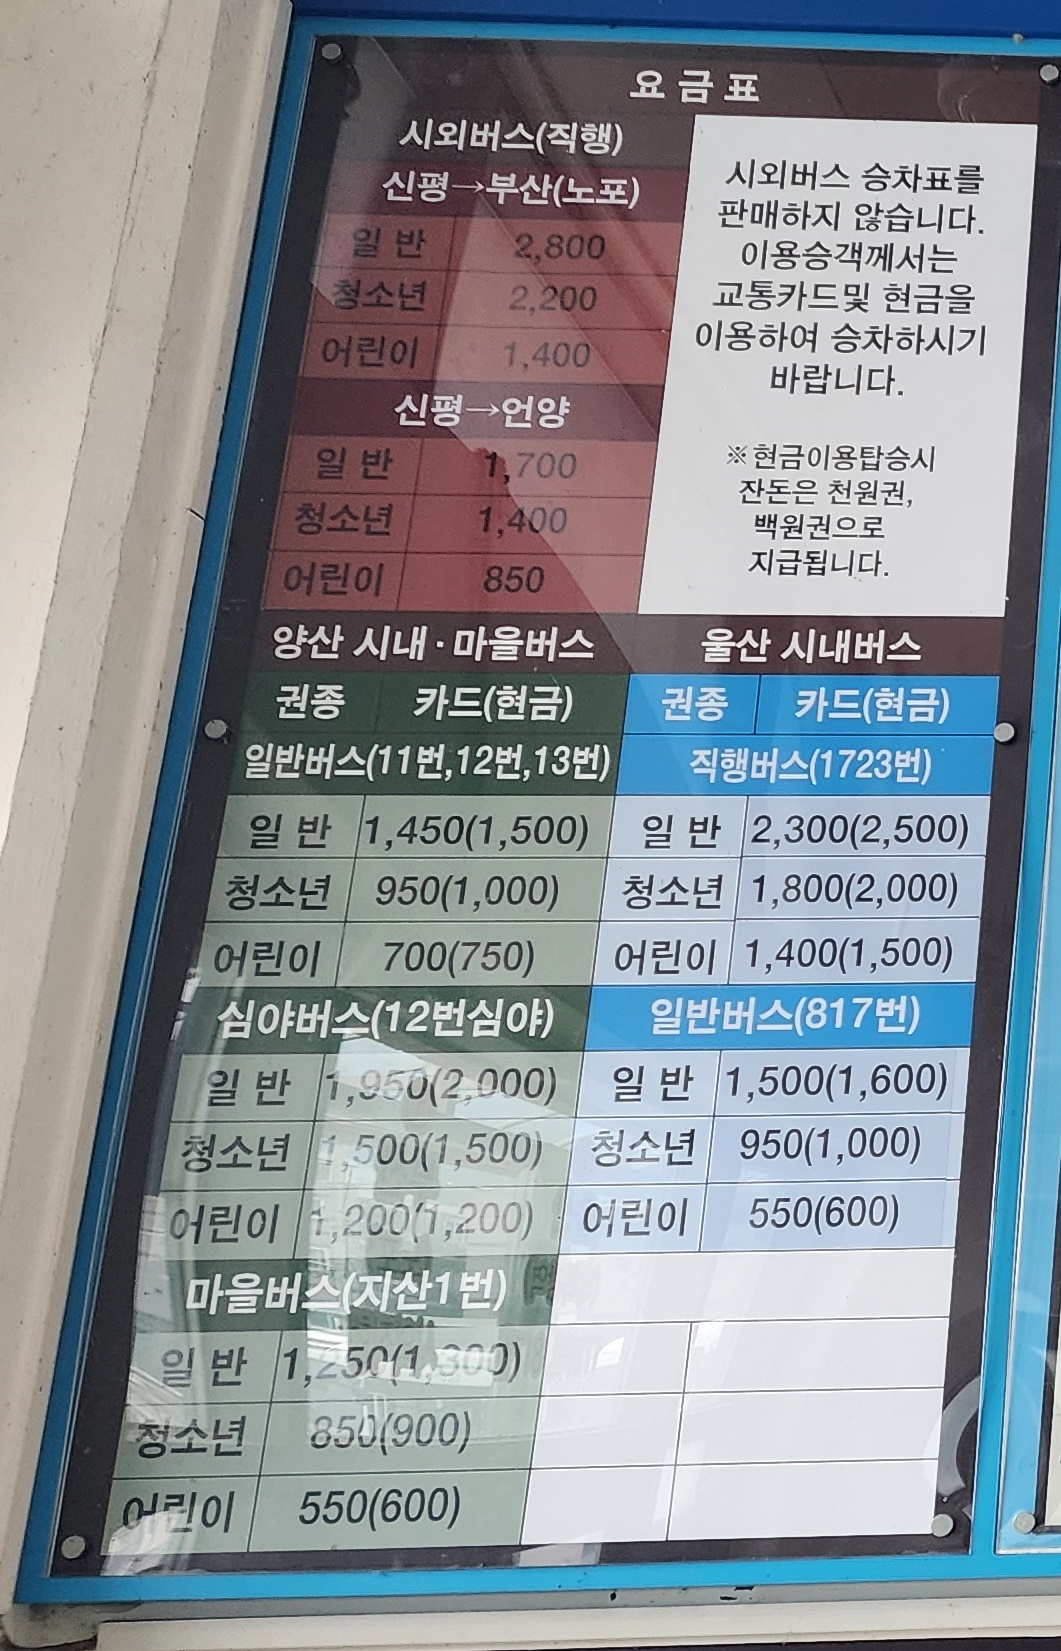 요금표
시외버스(직행)
신평→부산(노포)
일반 2,800
청소년 2,200
어린이 1,400
신평→언양
일반 1,700
청소년 1,400
어린이 850
시외버스 승차표를
판매하지 않습니다.
이용승객께서는
교통카드및 현금을
이용하여 승차하시기
바랍니다.
※현금이용탑승시
잔돈은 천원권,
백원권으로
지급됩니다.
양산 시내·마을버스
권종 카드(현금)
일반버스(11번,12번,13번)
일반 1,450(1,500)
청소년 950(1,000)
어린이 700(750)
심야버스(12번심야)
일반 1,950(2,000)
청소년 1,500(1,500)
어린이 1,200(1,200)
마을버스(지산1번)
일반 1,250(1,300)
청소년 850(900)
어린이 550(600)
울산 시내버스
권종 카드(현금)
직행버스(1723번)
일반 2,300(2,500)
청소년 1,800(2,000)
어린이 1,400(1,500)
일반버스(817번)
일반 1,500(1,600)
청소년 950(1,000)
어린이 550(600)